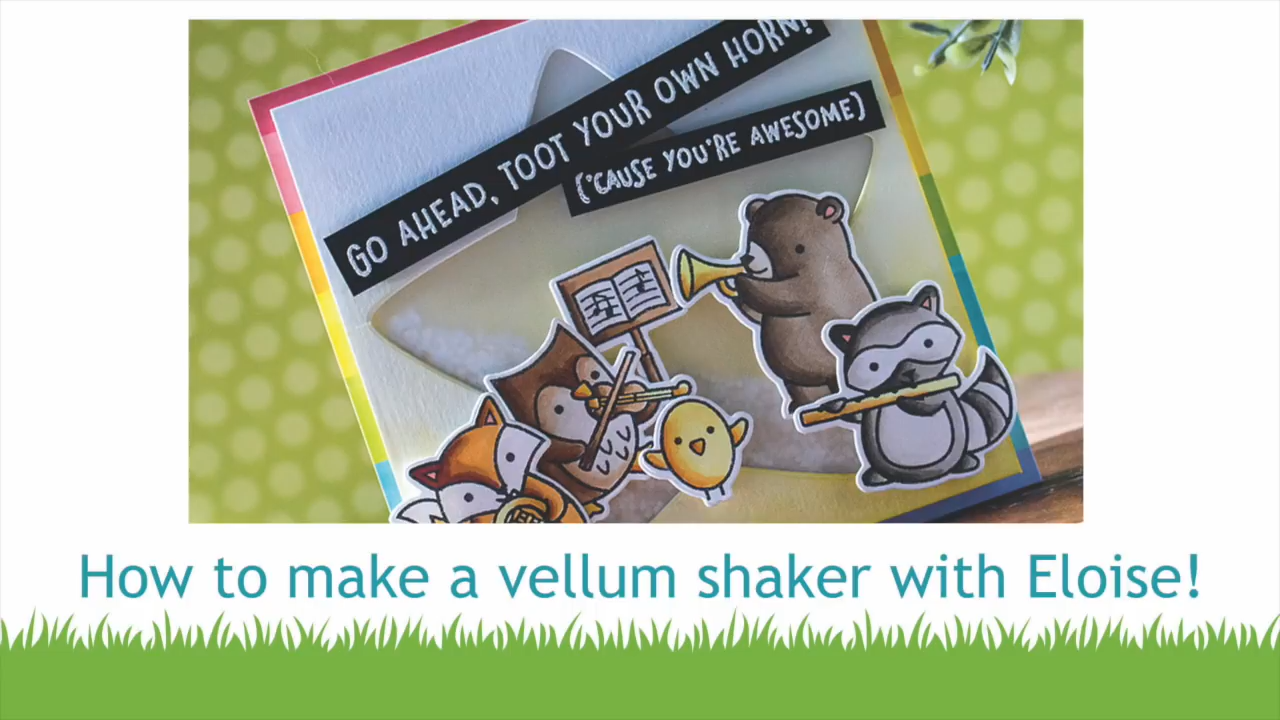 GO AHEAD, TOOT YOUR OWN HORN!
('CAUSE YOU'RE AWESOME)
How to make a vellum shaker with Eloise!